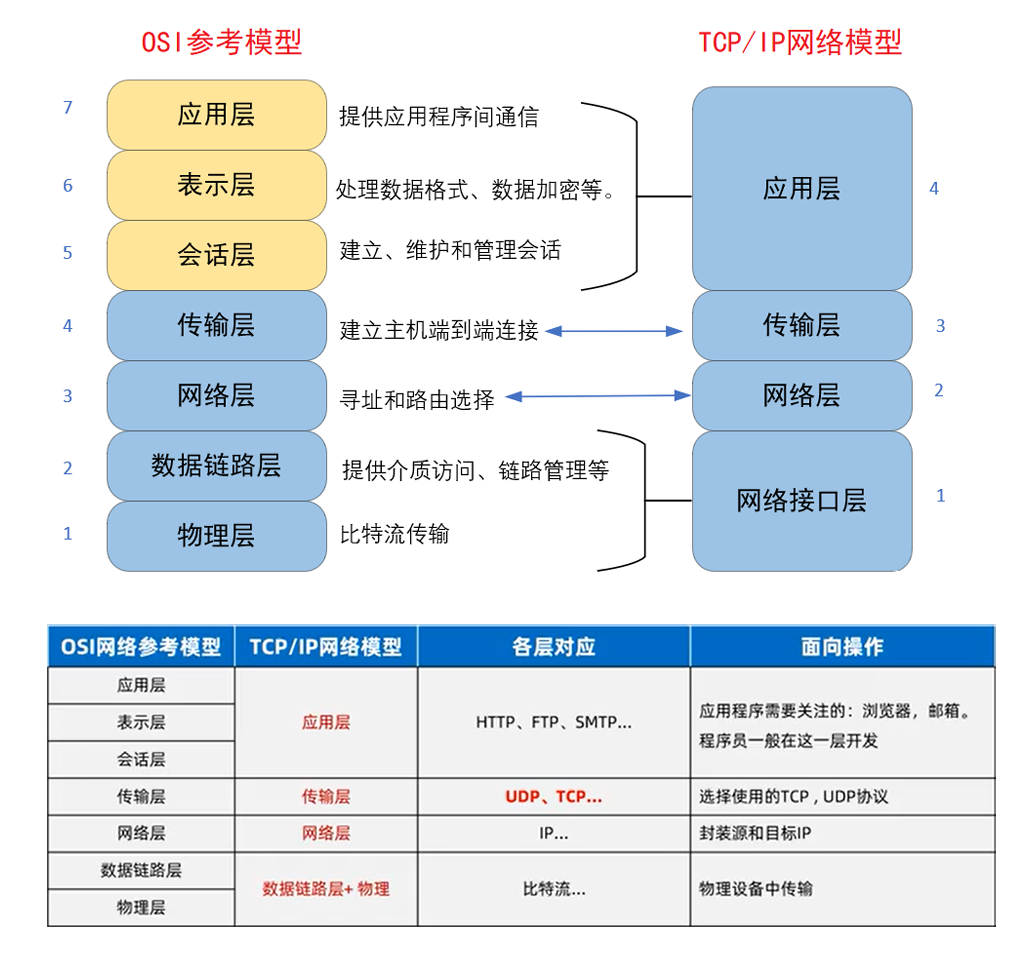 OSI参考模型
TCP/IP网络模型
7
应用层
提供应用程序间通信
6
表示层
处理数据格式、数据加密等。
应用层
4
5
会话层
建立、维护和管理会话
4
传输层
建立主机端到端连接
传输层
3
3
网络层
寻址和路由选择
网络层
2
2
数据链路层
提供介质访问、链路管理等
网络接口层
1
1
物理层
比特流传输
OSI网络参考模型
TCP/IP网络模型
各层对应
面向操作
应用层
表示层
会话层
应用层
HTTP、FTP、SMTP...
应用程序需要关注的：浏览器，邮箱。
程序员一般在这一层开发
传输层
传输层
UDP、TCP...
选择使用的TCP , UDP协议
网络层
网络层
IP...
封装源和目标IP
数据链路层
物理层
数据链路层+ 物理
比特流...
物理设备中传输